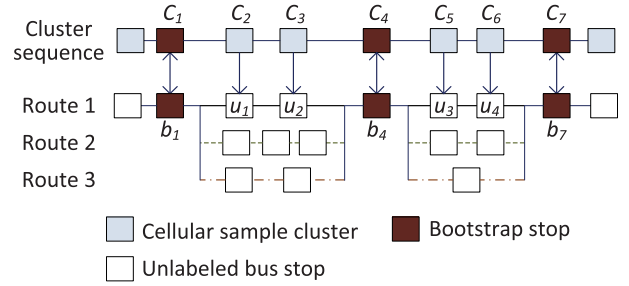 C1 C2 C3 C4 C5 C6 C7
Cluster
sequence
Route 1
u1 u2 u3 u4
b1 b4 b7
Route 2
Route 3
Cellular sample cluster
Bootstrap stop
Unlabeled bus stop